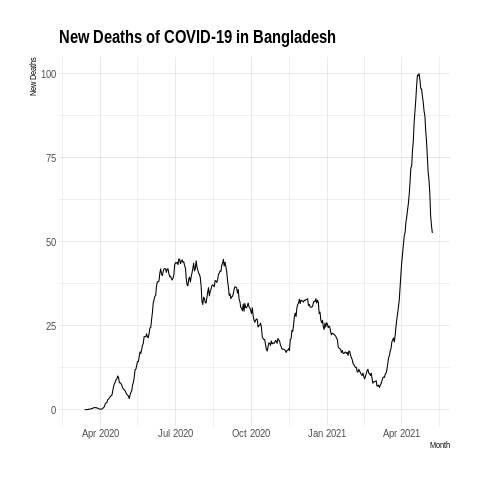 New Deaths of COVID-19 in Bangladesh
New Deaths
100
75
50
25
0
Apr 2020 Jul 2020 Oct 2020 Jan 2021 Apr 2021
Month